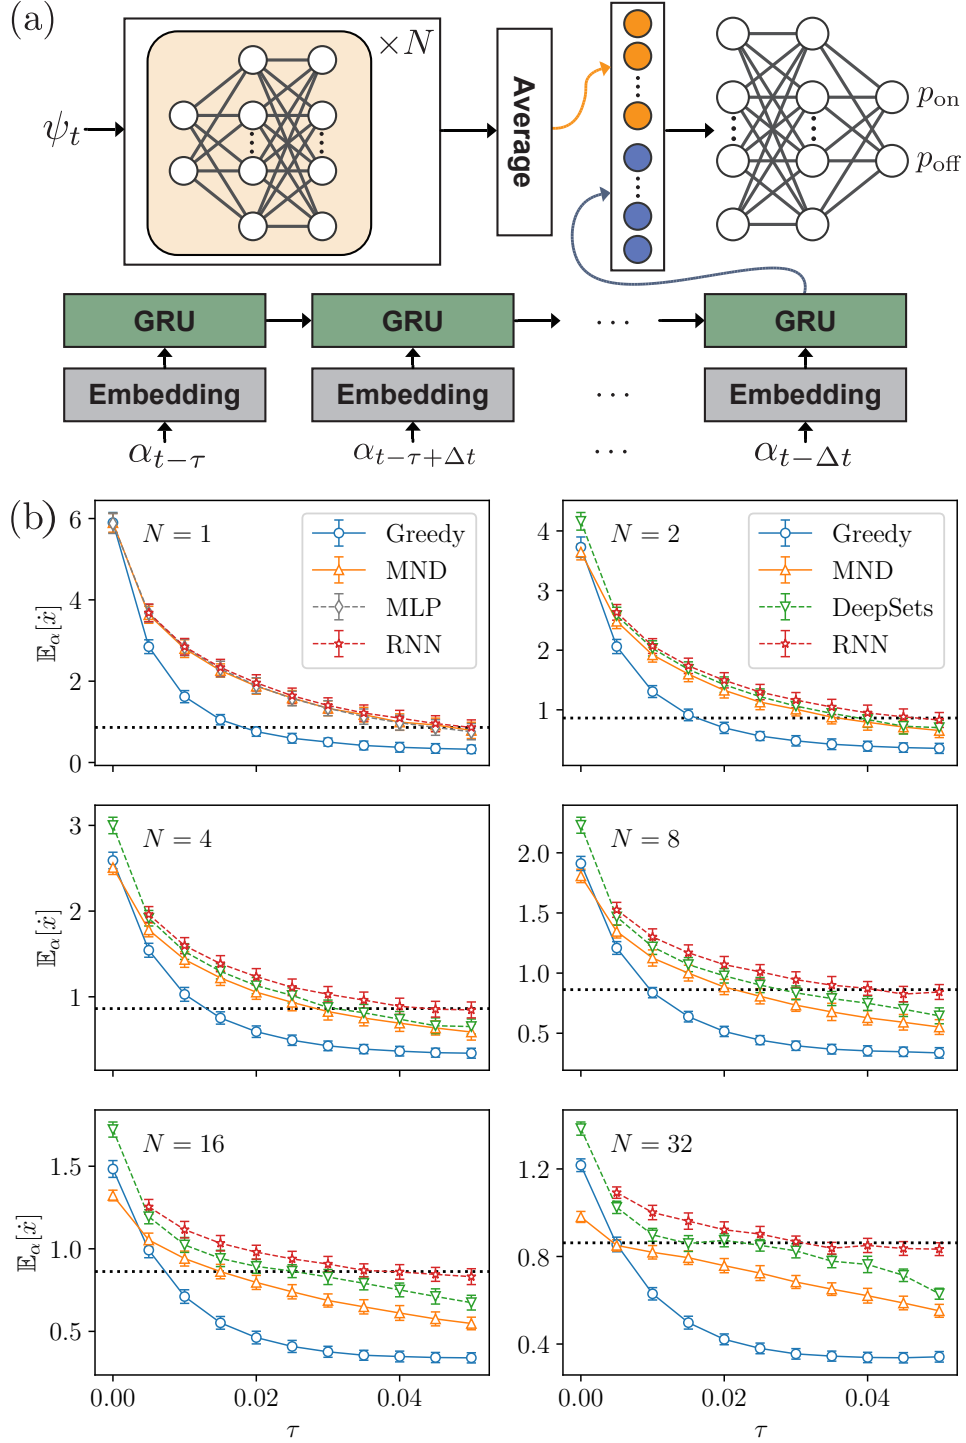 (a)
ψt
×N
Average
pon
poff
GRU GRU ... GRU
Embedding Embedding ... Embedding
αt−τ αt−τ+Δt ... αt−Δt
(b)
N = 1
Greedy
MND
MLP
RNN
𝔼α[ẋ]
6
4
2
0
N = 2
Greedy
MND
DeepSets
RNN
4
3
2
1
N = 4
𝔼α[ẋ]
3
2
1
N = 8
2.0
1.5
1.0
0.5
N = 16
𝔼α[ẋ]
1.5
1.0
0.5
0.00 0.02 0.04
τ
N = 32
1.2
0.8
0.4
0.00 0.02 0.04
τ